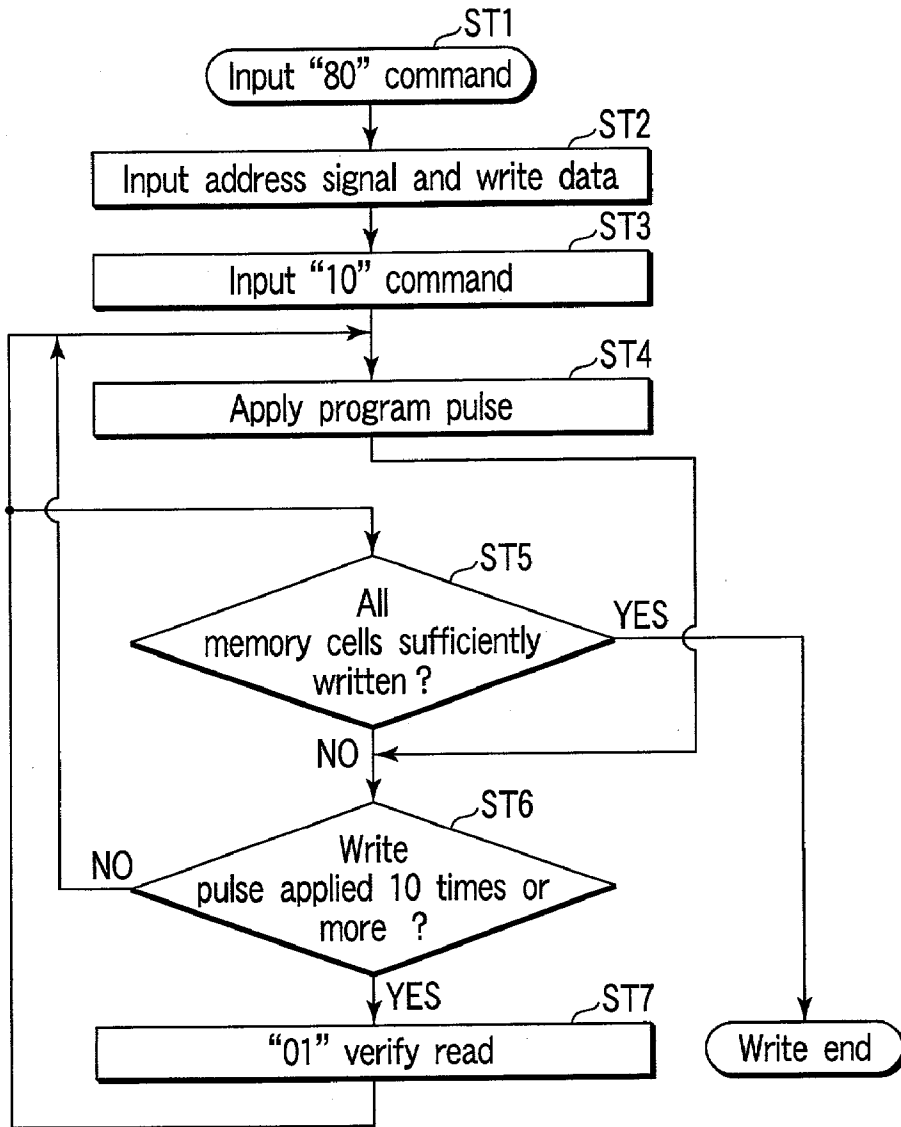 ST1
Input “80” command
ST2
Input address signal and write data
ST3
Input “10” command
ST4
Apply program pulse
ST5
All
memory cells sufficiently
written ?
YES
NO
ST6
NO
Write
pulse applied 10 times or
more ?
YES
ST7
“01” verify read
Write end